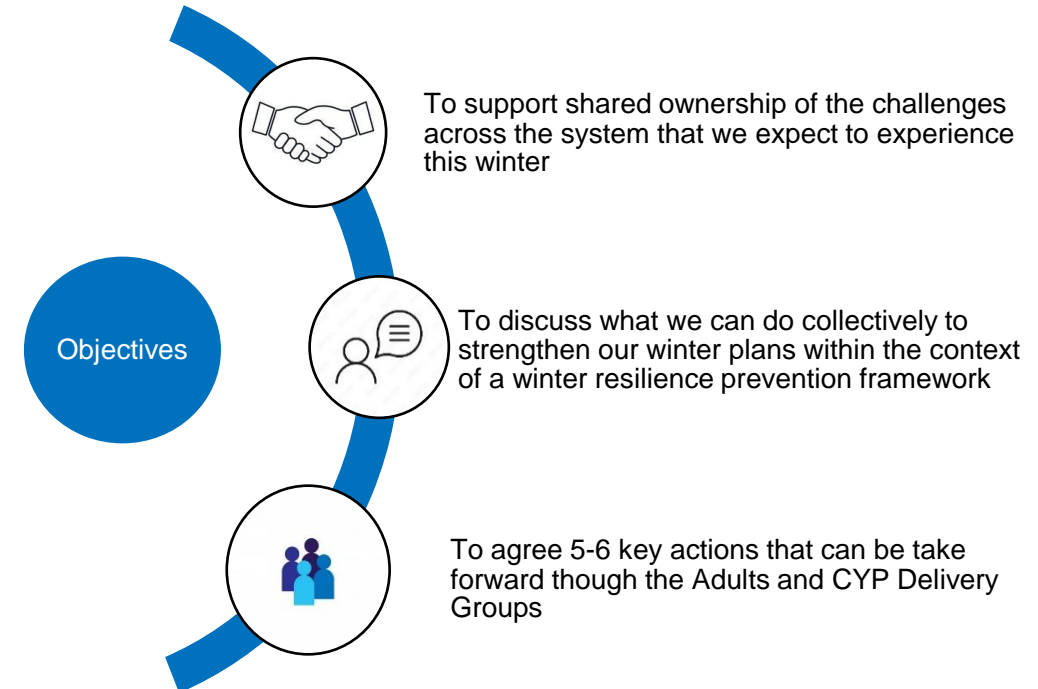 Objectives
To support shared ownership of the challenges
across the system that we expect to experience
this winter
To discuss what we can do collectively to
strengthen our winter plans within the context
of a winter resilience prevention framework
To agree 5-6 key actions that can be take
forward though the Adults and CYP Delivery
Groups